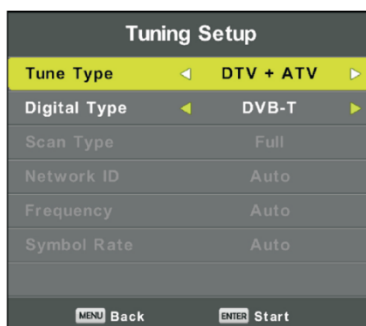 Tuning Setup
Tune Type DTV + ATV
Digital Type DVB-T
Scan Type Full
Network ID Auto
Frequency Auto
Symbol Rate Auto
MENU Back ENTER Start